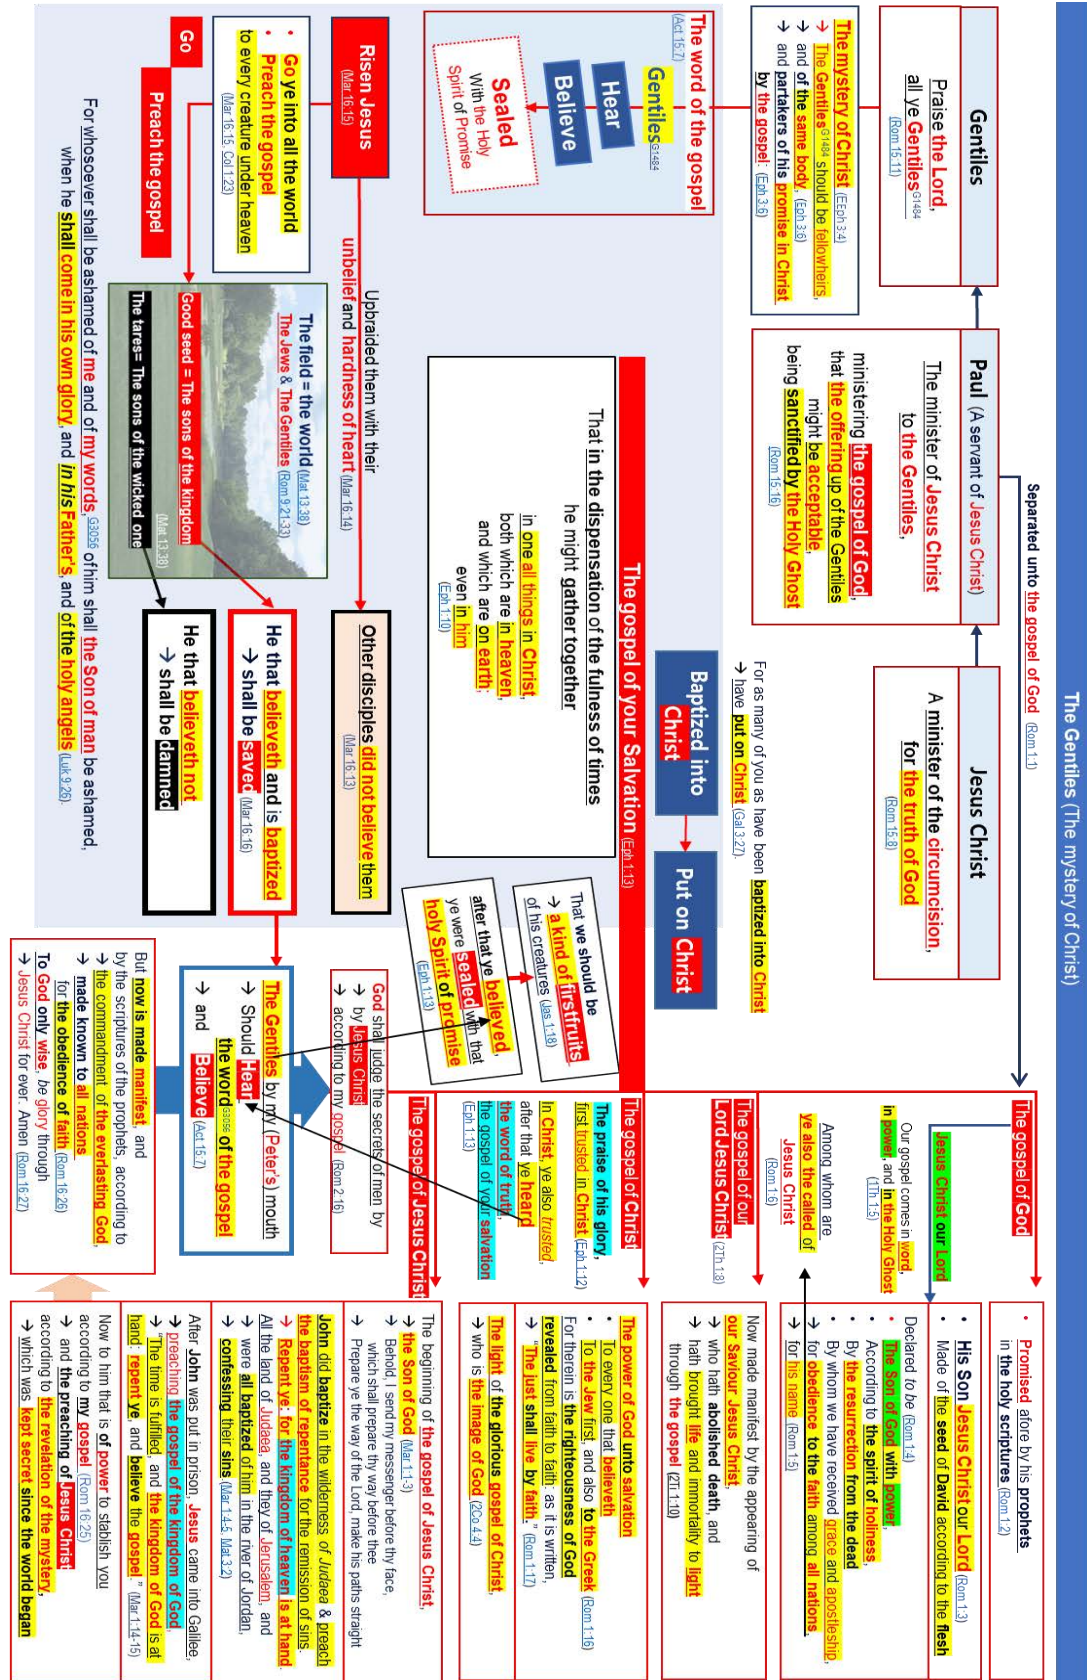 The Gentiles (The mystery of Christ)
Separated unto the gospel of God (Rom 1:1)
Gentiles
Praise the Lord,
all ye Gentiles G1484
(Rom 15:11)
Paul (A servant of Jesus Christ)
The minister of Jesus Christ
to the Gentiles,
ministering the gospel of God,
that the offering up of the Gentiles
might be acceptable,
being sanctified by the Holy Ghost
(Rom 15:16)
Jesus Christ
A minister of the circumcision,
for the truth of God
(Rom 15:8)
The mystery of Christ (EEph 3:4)
→ The Gentiles G1484 should be fellowheirs,
→ and of the same body, (Eph 3:6)
→ and partakers of his promise in Christ
by the gospel: (Eph 3:6)
The word of the gospel
(Act 15:7)
Gentiles G1484
Hear
Believe
Sealed
With the Holy
Spirit of Promise
For as many of you as have been baptized into Christ
→ have put on Christ (Gal 3:27).
Baptized into
Christ
Put on Christ
The gospel of your Salvation (Eph 1:13)
That in the dispensation of the fulness of times
he might gather together
in one all things in Christ,
both which are in heaven,
and which are on earth;
even in him
(Eph 1:10)
That we should be
→ a kind of firstfruits
of his creatures (Jas 1:18)
after that ye believed,
ye were sealed with that
holy Spirit of promise
(Eph 1:13)
Risen Jesus
(Mar 16:15)
Upbraided them with their
unbelief and hardness of heart (Mar 16:14)
Other disciples did not believe them
(Mar 16:13)
• Go ye into all the world
• Preach the gospel
to every creature under heaven
(Mar 16:15, Col 1:23)
Go
Preach the gospel
The field = the world (Mat 13:38)
The Jews & The Gentiles (Rom 9:21-33)
Good seed = The sons of the kingdom
The tares= The sons of the wicked one
(Mat 13:38)
He that believeth and is baptized
→ shall be saved (Mar 16:16)
He that believeth not
→ shall be damned
For whosoever shall be ashamed of me and of my words, G3056 of him shall the Son of man be ashamed,
when he shall come in his own glory, and in his Father's, and of the holy angels (Luk 9:26).
The gospel of God
Jesus Christ our Lord
Our gospel comes in word,
in power, and in the Holy Ghost
(1Th 1:5)
Among whom are
ye also the called of
Jesus Christ
(Rom 1:6)
The gospel of our
Lord Jesus Christ (2Th 1:8)
The gospel of Christ
The praise of his glory,
first trusted in Christ (Eph 1:12)
In Christ, ye also trusted,
after that ye heard
the word of truth,
the gospel of your salvation
(Eph 1:13)
The gospel of Jesus Christ
God shall judge the secrets of men by
→ by Jesus Christ
→ according to my gospel (Rom 2:16)
The Gentiles by my (Peter's) mouth
→ Should Hear
the word G3056 of the gospel
→ and Believe (Act 15:7)
But now is made manifest, and
by the scriptures of the prophets, according to
→ the commandment of the everlasting God,
→ made known to all nations
for the obedience of faith (Rom 16:26)
To God only wise, be glory through
→ Jesus Christ for ever. Amen (Rom 16:27)
• Promised afore by his prophets
in the holy scriptures (Rom 1:2)
• His Son Jesus Christ our Lord (Rom 1:3)
• Made of the seed of David according to the flesh
Declared to be (Rom 1:4)
• The Son of God with power,
• According to the spirit of holiness,
• By the resurrection from the dead
• By whom we have received grace and apostleship,
→ for obedience to the faith among all nations,
→ for his name (Rom 1:5)
Now made manifest by the appearing of
our Saviour Jesus Christ,
→ who hath abolished death, and
→ hath brought life and immortality to light
through the gospel (2Ti 1:10)
The power of God unto salvation
• To every one that believeth
• To the Jew first, and also to the Greek (Rom 1:16)
For therein is the righteousness of God
revealed from faith to faith: as it is written,
→ "The just shall live by faith." (Rom 1:17)
The light of the glorious gospel of Christ,
→ who is the image of God (2Co 4:4)
The beginning of the gospel of Jesus Christ,
→ the Son of God (Mar 1:1-3)
→ Behold, I send my messenger before thy face,
which shall prepare thy way before thee
→ Prepare ye the way of the Lord, make his paths straight
John did baptize in the wilderness of Judaea & preach
the baptism of repentance for the remission of sins.
→ Repent ye: for the kingdom of heaven is at hand.
All the land of Judaea, and they of Jerusalem, and
→ were all baptized of him in the river of Jordan,
→ confessing their sins (Mar 1:4-5, Mat 3:2)
After John was put in prison, Jesus came into Galilee,
→ preaching the gospel of the kingdom of God,
→ "The time is fulfilled, and the kingdom of God is at
hand: repent ye, and believe the gospel." (Mar 1:14-15)
Now to him that is of power to stablish you
according to my gospel (Rom 16:25)
→ and the preaching of Jesus Christ,
according to the revelation of the mystery,
→ which was kept secret since the world began